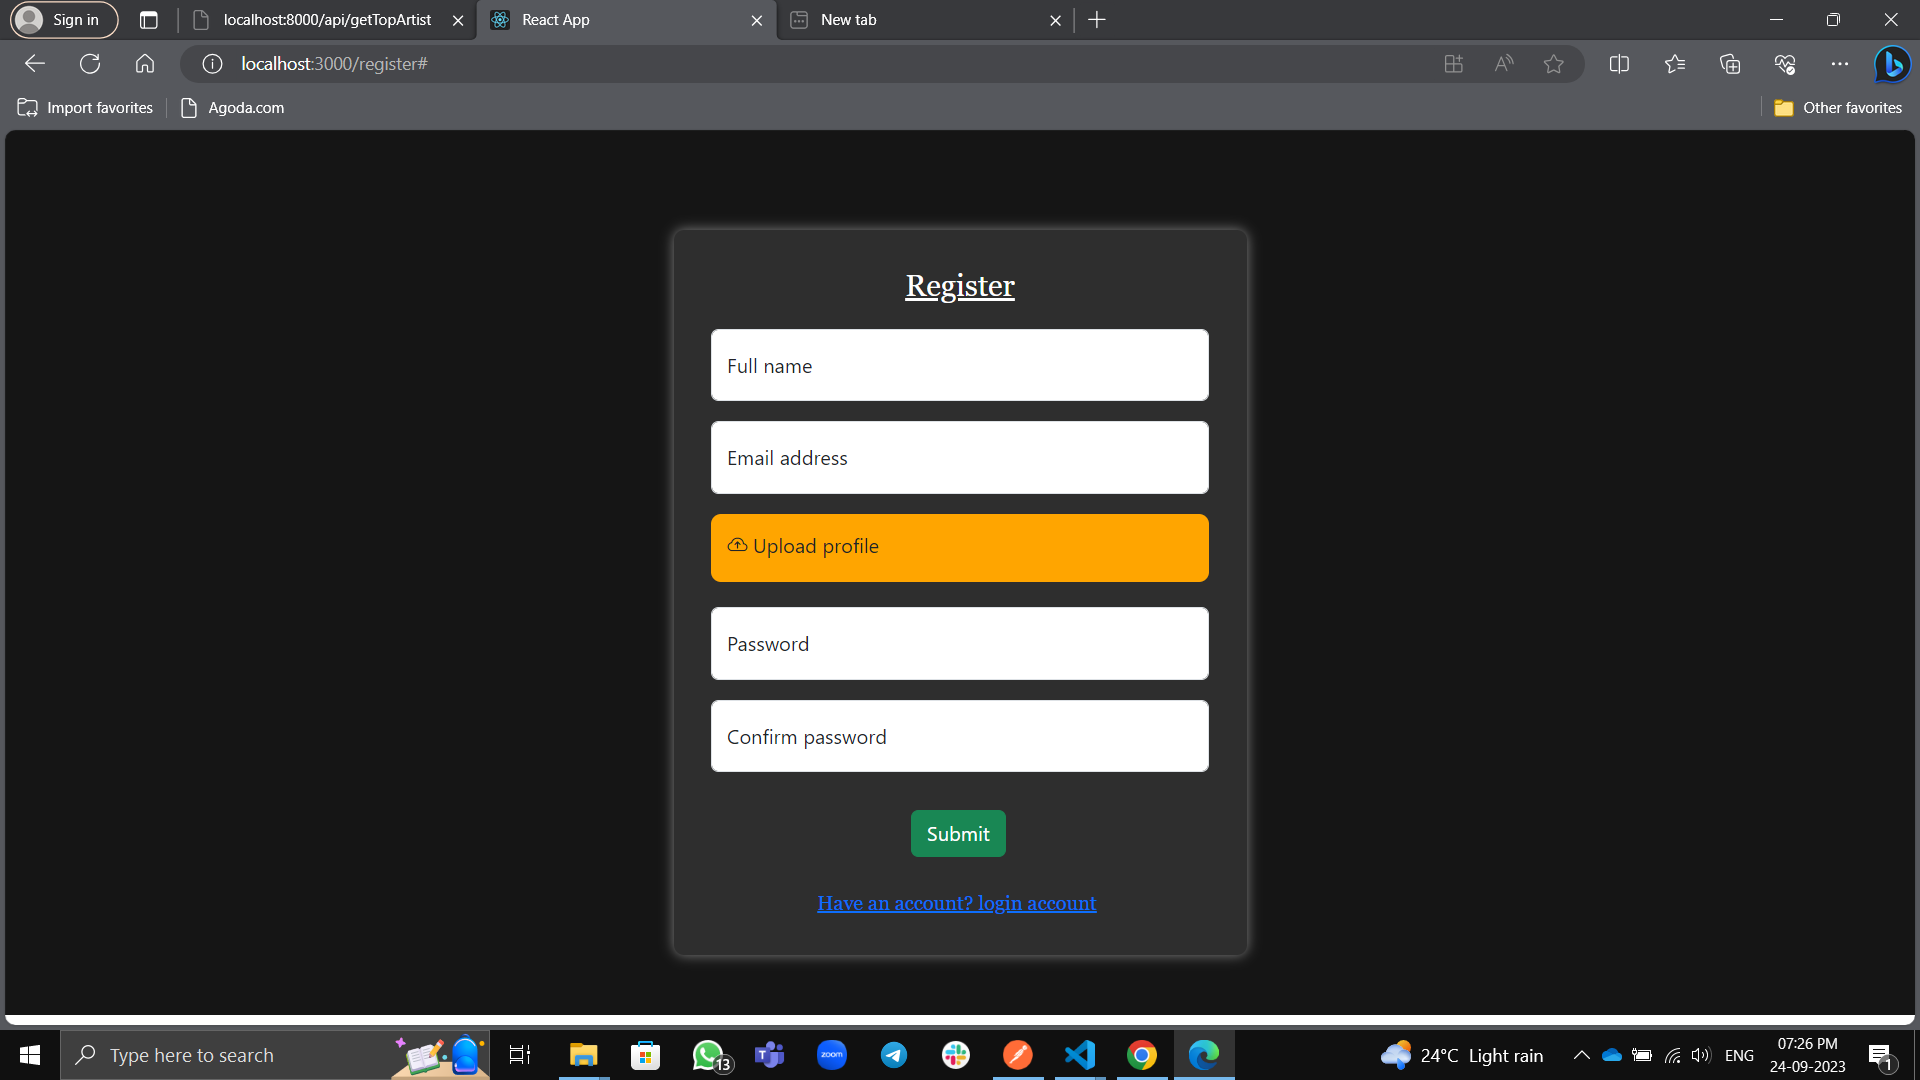 Sign in
localhost:8000/api/getTopArtist
React App
New tab
localhost:3000/register#
Import favorites
Agoda.com
Other favorites
Register
Full name
Email address
Upload profile
Password
Confirm password
Submit
Have an account? login account
Type here to search
13
zoom
24°C Light rain
ENG
07:26 PM
24-09-2023
1